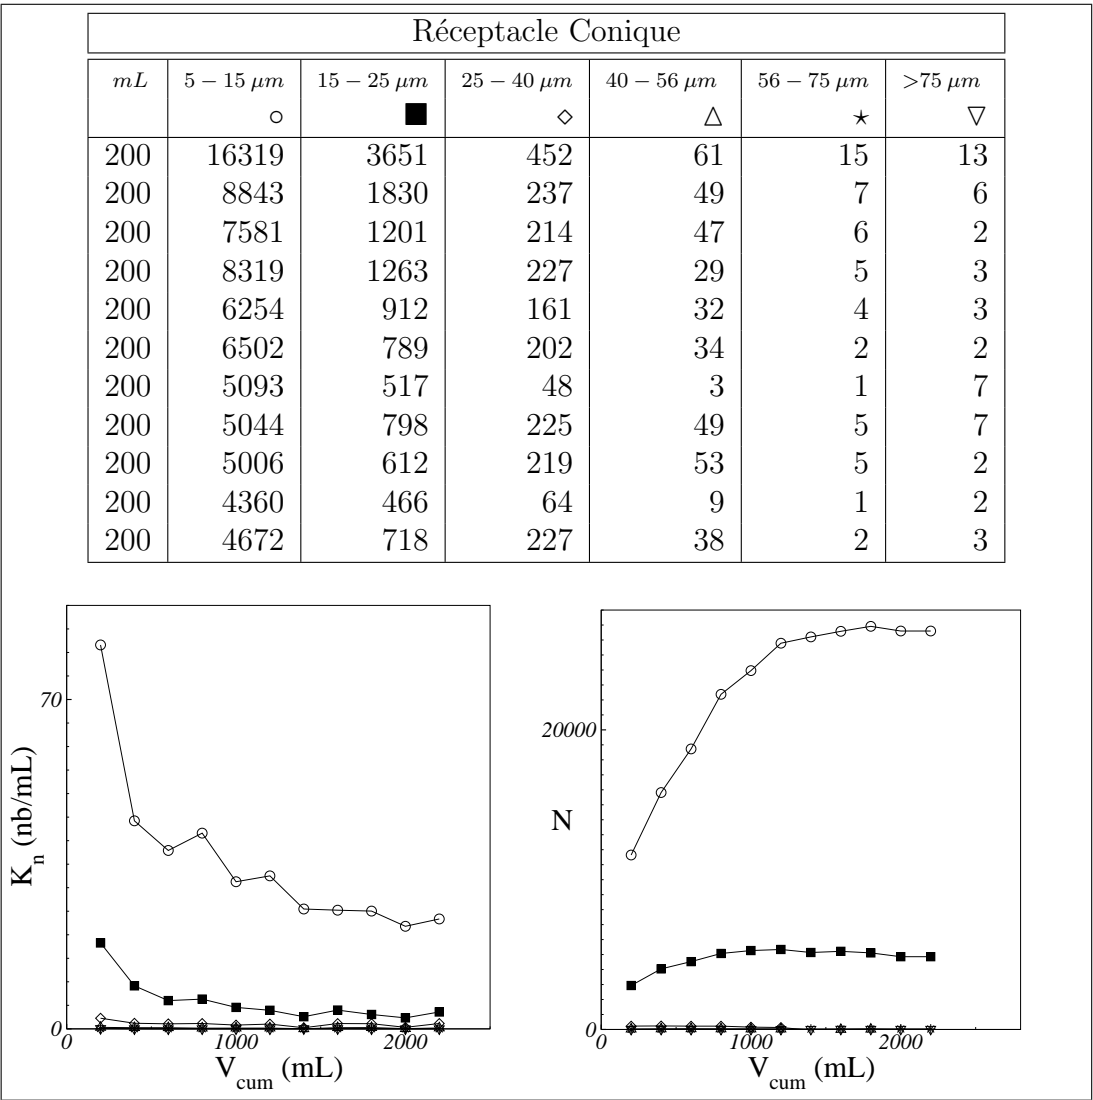 Réceptacle Conique
mL 5 – 15 μm 15 – 25 μm 25 – 40 μm 40 – 56 μm 56 – 75 μm >75 μm
○ ■ ◇ △ ⋆ ▽
200 16319 3651 452 61 15 13
200 8843 1830 237 49 7 6
200 7581 1201 214 47 6 2
200 8319 1263 227 29 5 3
200 6254 912 161 32 4 3
200 6502 789 202 34 2 2
200 5093 517 48 3 1 7
200 5044 798 225 49 5 7
200 5006 612 219 53 5 2
200 4360 466 64 9 1 2
200 4672 718 227 38 2 3
70
K_n (nb/mL)
0
0 1000 2000
V_cum (mL)
20000
N
0
0 1000 2000
V_cum (mL)